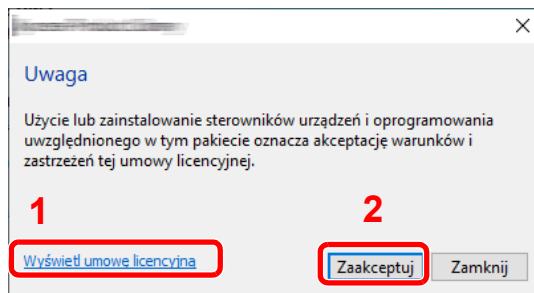 Uwaga
Użycie lub zainstalowanie sterowników urządzeń i oprogramowania
uwzględnionego w tym pakiecie oznacza akceptację warunków i
zastrzeżeń tej umowy licencyjnej.
1
2
Wyświetl umowę licencyjną
Zaakceptuj
Zamknij